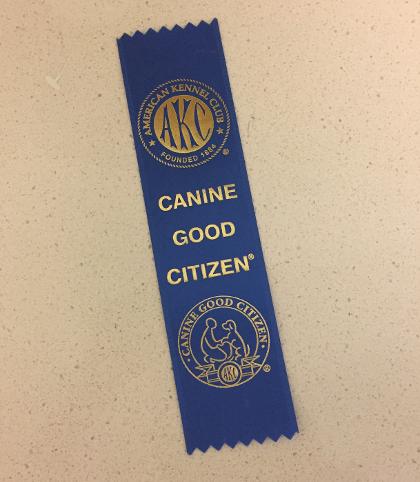 AMERICAN KENNEL CLUB
AKC
®
FOUNDED 1884
CANINE
GOOD
CITIZEN®
CANINE GOOD CITIZEN
AKC
®